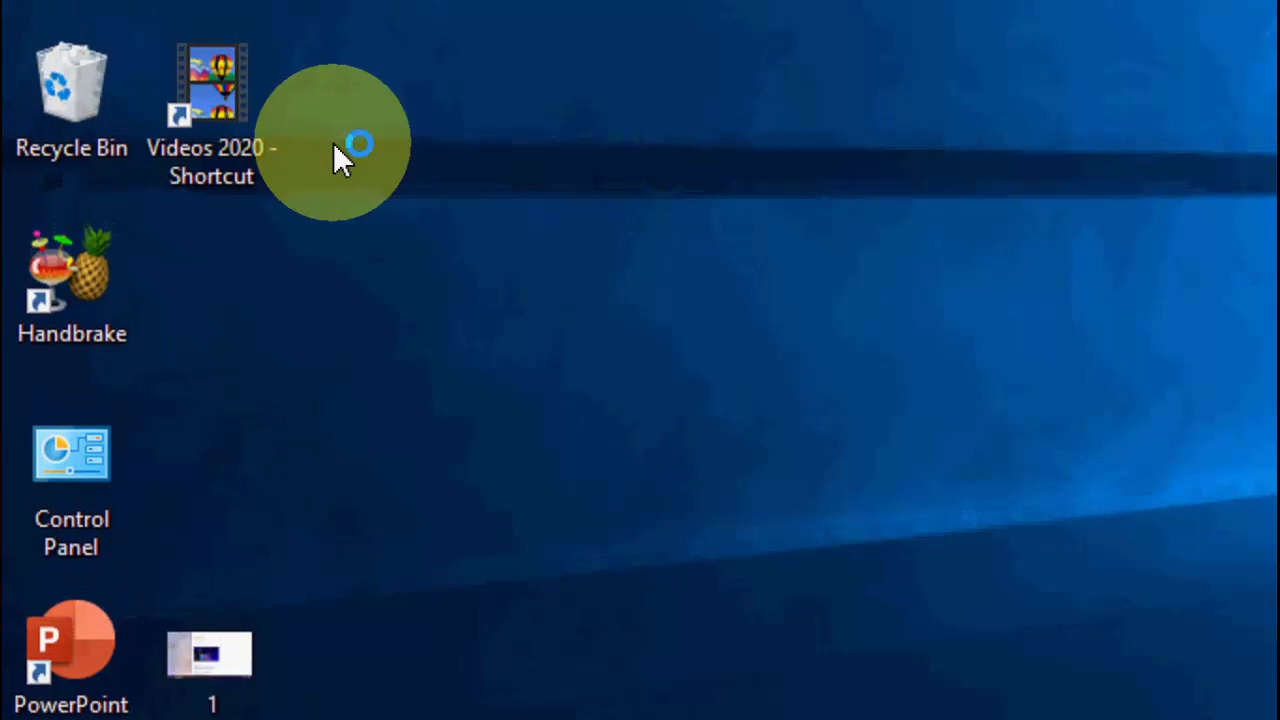 Recycle Bin
Videos 2020 -
Shortcut
Handbrake
Control
Panel
P
PowerPoint
1